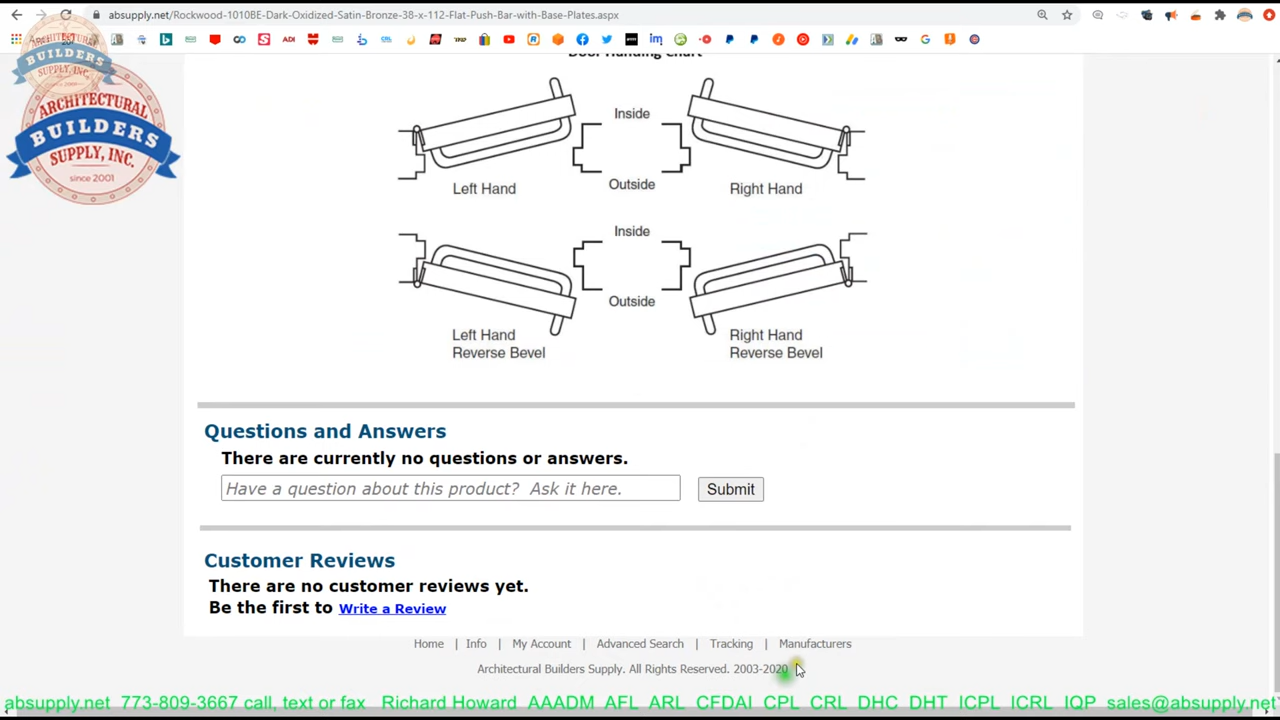 absupply.net/Rockwood-1010BE-Dark-Oxidized-Satin-Bronze-38-x-112-Flat-Push-Bar-with-Base-Plates.aspx
ARCHITECTURAL
BUILDERS
SUPPLY, INC.
since 2001
Door Handing Chart
Inside
Outside
Left Hand
Right Hand
Inside
Outside
Left Hand
Reverse Bevel
Right Hand
Reverse Bevel
Questions and Answers
There are currently no questions or answers.
Have a question about this product? Ask it here.
Submit
Customer Reviews
There are no customer reviews yet.
Be the first to Write a Review
Home | Info | My Account | Advanced Search | Tracking | Manufacturers
Architectural Builders Supply. All Rights Reserved. 2003-2020
absupply.net 773-809-3667 call, text or fax Richard Howard AAADM AFL ARL CFDAI CPL CRL DHC DHT ICPL ICRL IQP sales@absupply.net